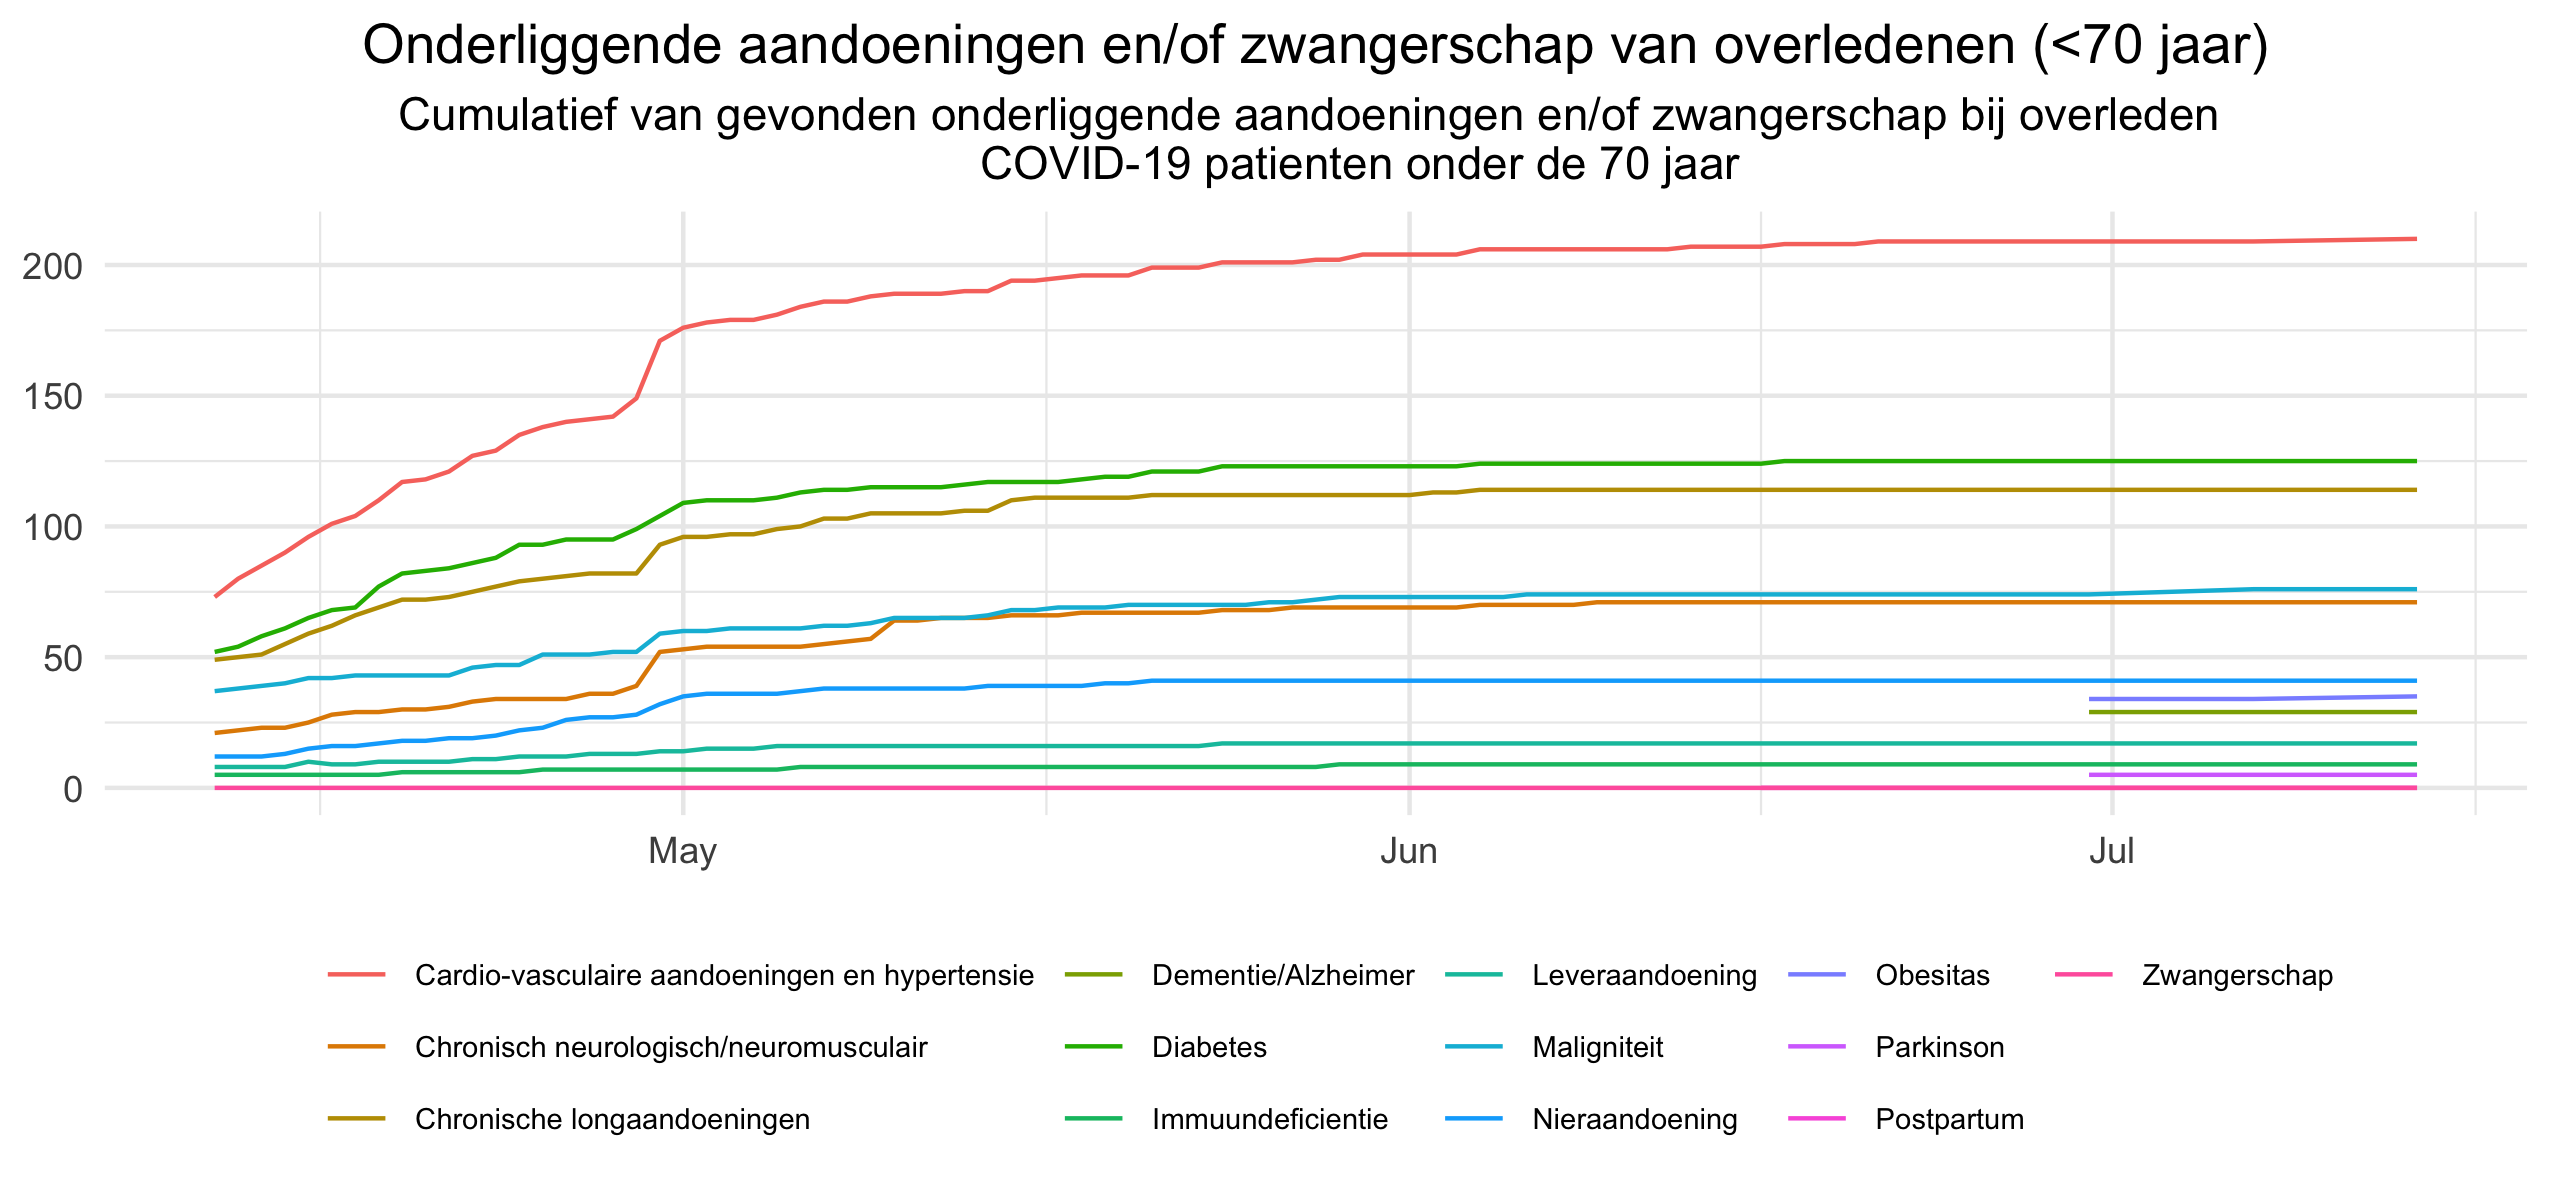 Onderliggende aandoeningen en/of zwangerschap van overledenen (<70 jaar)
Cumulatief van gevonden onderliggende aandoeningen en/of zwangerschap bij overleden
COVID-19 patienten onder de 70 jaar
200
150
100
50
0
May Jun Jul
Cardio-vasculaire aandoeningen en hypertensie Dementie/Alzheimer Leveraandoening Obesitas Zwangerschap
Chronisch neurologisch/neuromusculair Diabetes Maligniteit Parkinson
Chronische longaandoeningen Immuundeficientie Nieraandoening Postpartum